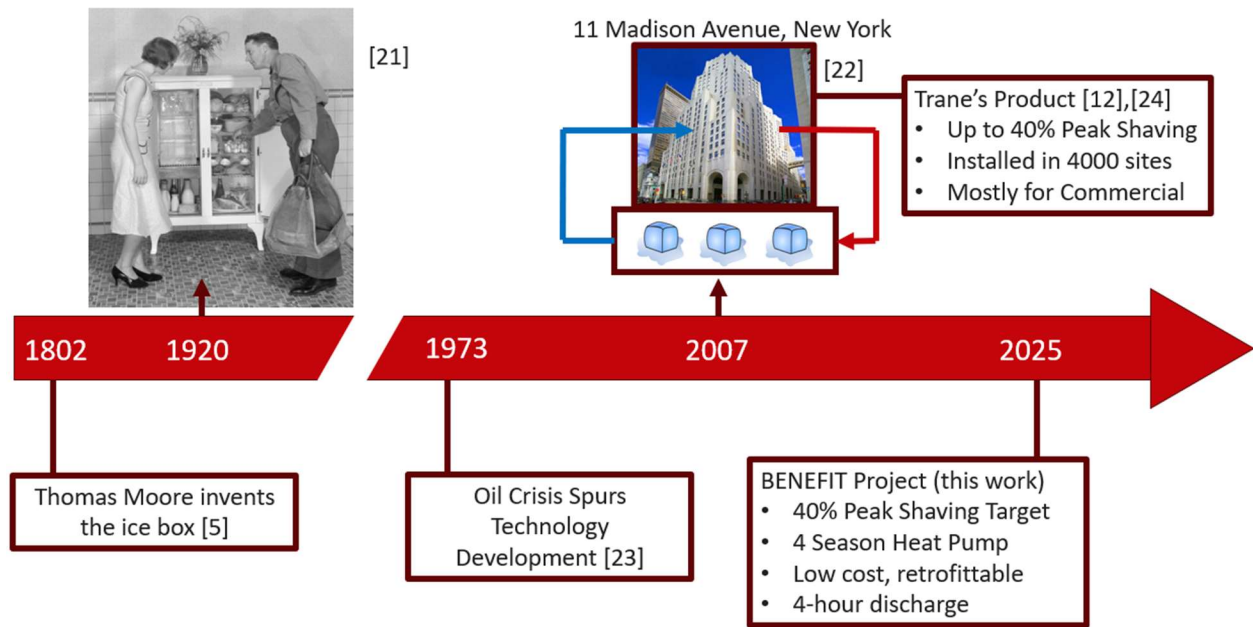 [21]
11 Madison Avenue, New York
[22]
Trane's Product [12],[24]
• Up to 40% Peak Shaving
• Installed in 4000 sites
• Mostly for Commercial
1802
1920
1973
2007
2025
Thomas Moore invents
the ice box [5]
Oil Crisis Spurs
Technology
Development [23]
BENEFIT Project (this work)
• 40% Peak Shaving Target
• 4 Season Heat Pump
• Low cost, retrofittable
• 4-hour discharge